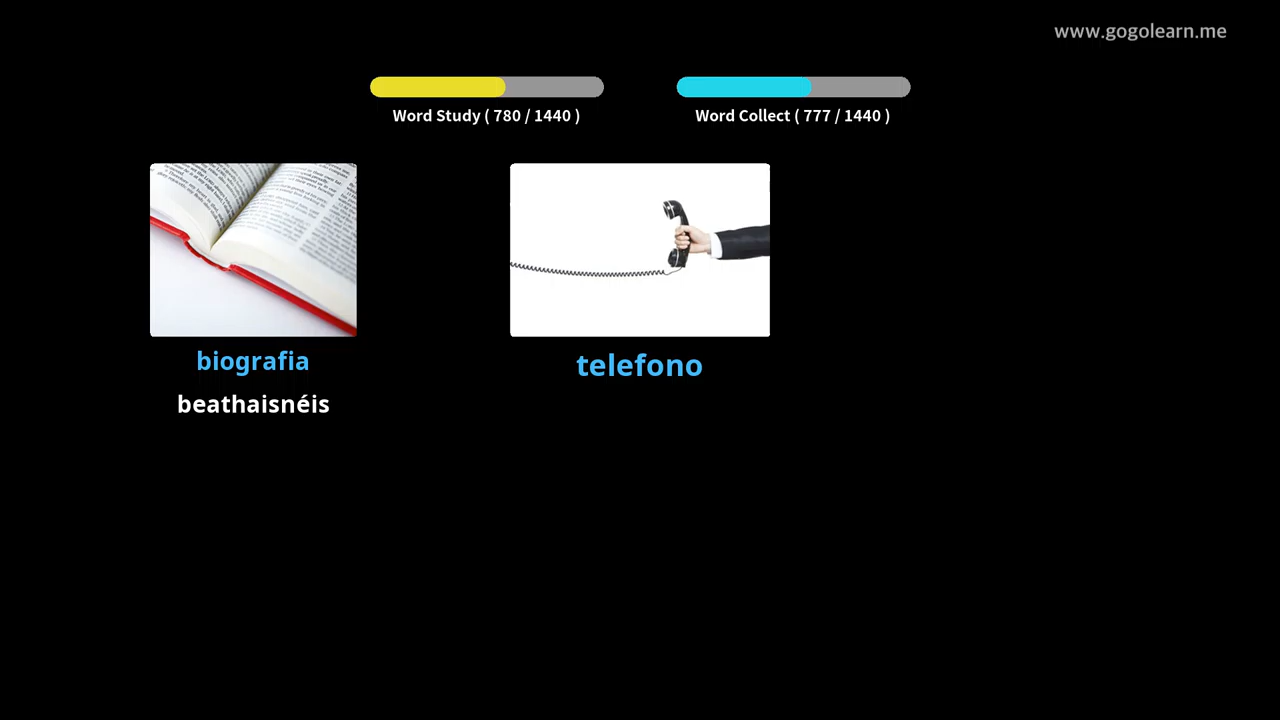 www.gogolearn.me
Word Study ( 780 / 1440 )
Word Collect ( 777 / 1440 )
biografia
beathaisnéis
telefono